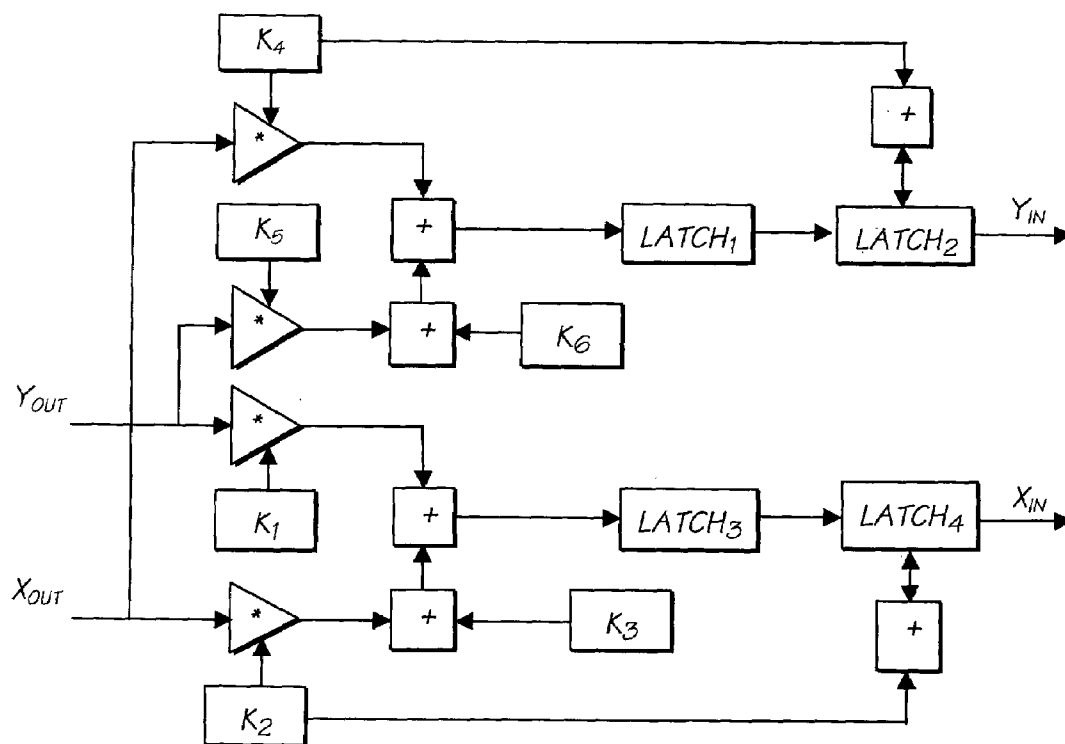 K4
+
*
K5
+
LATCH1
LATCH2
YIN
*
+
K6
YOUT
*
K1
+
LATCH3
LATCH4
XIN
XOUT
*
+
K3
+
K2